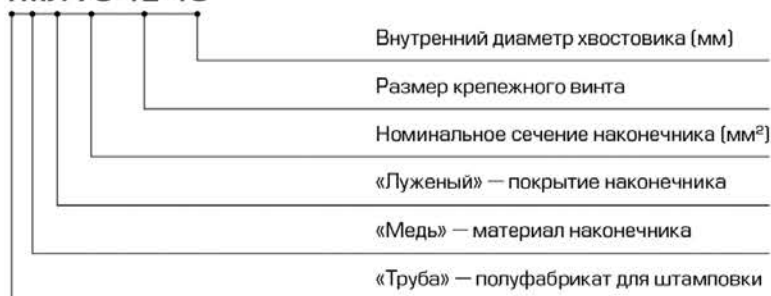 Внутренний диаметр хвостовика (мм)
Размер крепежного винта
Номинальное сечение наконечника (мм²)
«Луженый» — покрытие наконечника
«Медь» — материал наконечника
«Труба» — полуфабрикат для штамповки